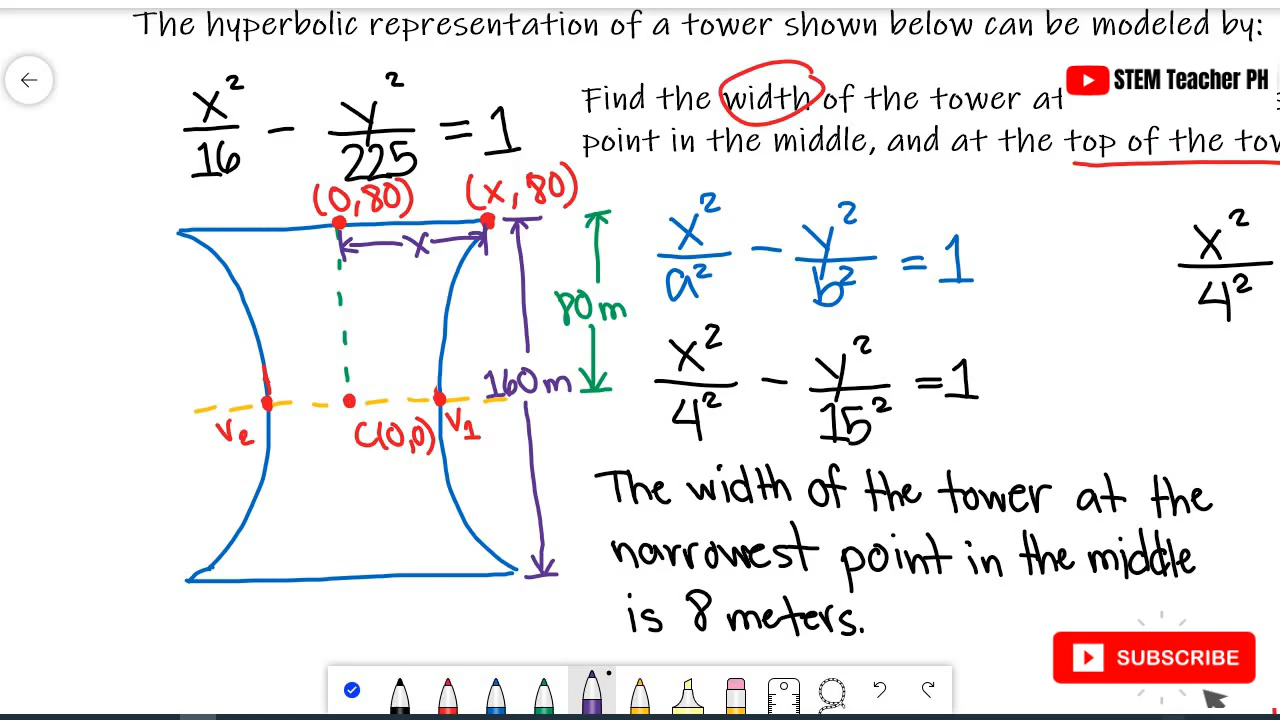 The hyperbolic representation of a tower shown below can be modeled by:
x²/16 - y²/225 = 1
Find the width of the tower at
STEM Teacher PH
point in the middle, and at the top of the tow
(0,80)
(x,80)
x
80m
160m
V₂
C(0,0)
V₁
x²/a² - y²/b² = 1
x²/4²
x²/4² - y²/15² = 1
The width of the tower at the
narrowest point in the middle
is 8 meters.
SUBSCRIBE